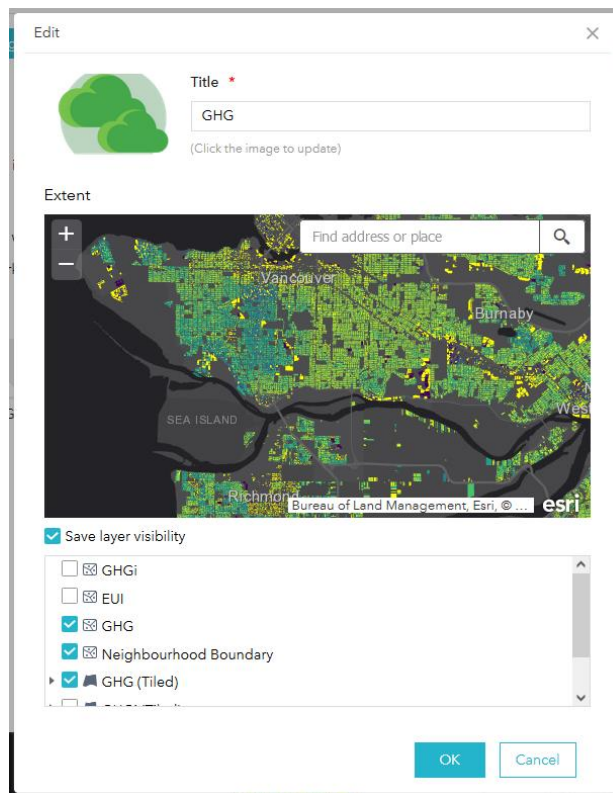 Edit
Title *
GHG
(Click the image to update)
Extent
+
Find address or place
−
Vancouver
Burnaby
SEA ISLAND
West
Richmond
Bureau of Land Management, Esri, © ...
esri
Save layer visibility
GHGi
EUI
GHG
Neighbourhood Boundary
GHG (Tiled)
OK
Cancel